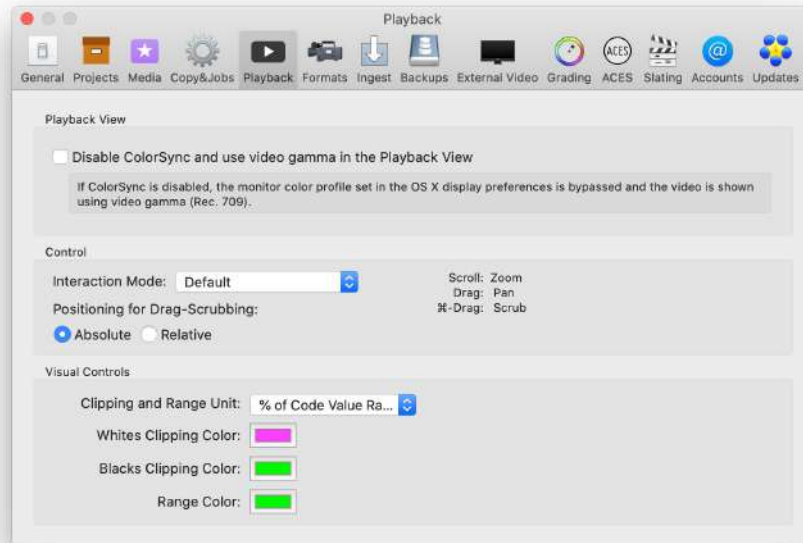 Playback
General Projects Media Copy&Jobs Playback Formats Ingest Backups External Video Grading ACES Slating Accounts Updates
ACES
Playback View
Disable ColorSync and use video gamma in the Playback View
If ColorSync is disabled, the monitor color profile set in the OS X display preferences is bypassed and the video is shown
using video gamma (Rec. 709).
Control
Interaction Mode: Default
Positioning for Drag-Scrubbing:
Absolute Relative
Scroll: Zoom
Drag: Pan
⌘-Drag: Scrub
Visual Controls
Clipping and Range Unit: % of Code Value Ra...
Whites Clipping Color:
Blacks Clipping Color:
Range Color: